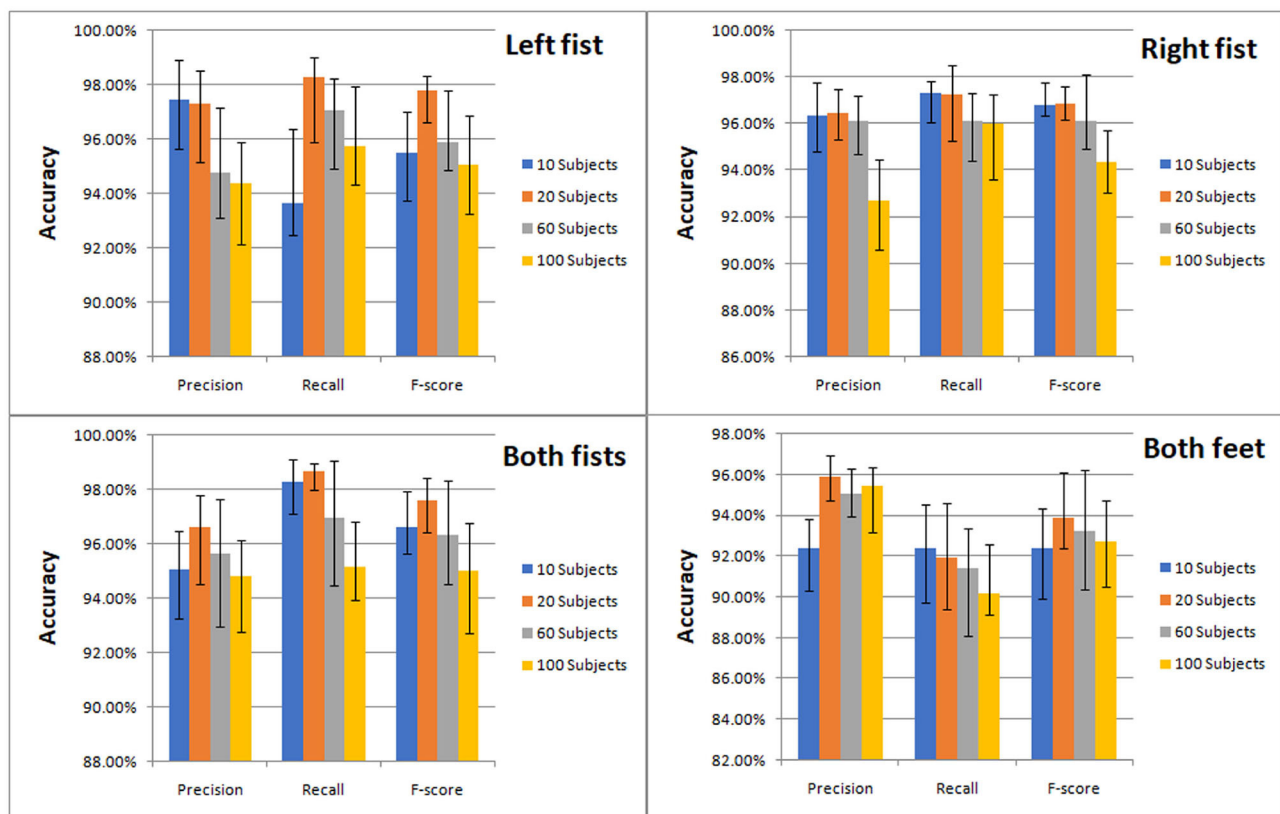 Left fist
100.00%
98.00%
96.00%
94.00%
92.00%
90.00%
88.00%
Accuracy
Precision Recall F-score
10 Subjects
20 Subjects
60 Subjects
100 Subjects
Right fist
100.00%
98.00%
96.00%
94.00%
92.00%
90.00%
88.00%
86.00%
Accuracy
Precision Recall F-score
10 Subjects
20 Subjects
60 Subjects
100 Subjects
Both fists
100.00%
98.00%
96.00%
94.00%
92.00%
90.00%
88.00%
Accuracy
Precision Recall F-score
10 Subjects
20 Subjects
60 Subjects
100 Subjects
Both feet
98.00%
96.00%
94.00%
92.00%
90.00%
88.00%
86.00%
84.00%
82.00%
Accuracy
Precision Recall F-score
10 Subjects
20 Subjects
60 Subjects
100 Subjects